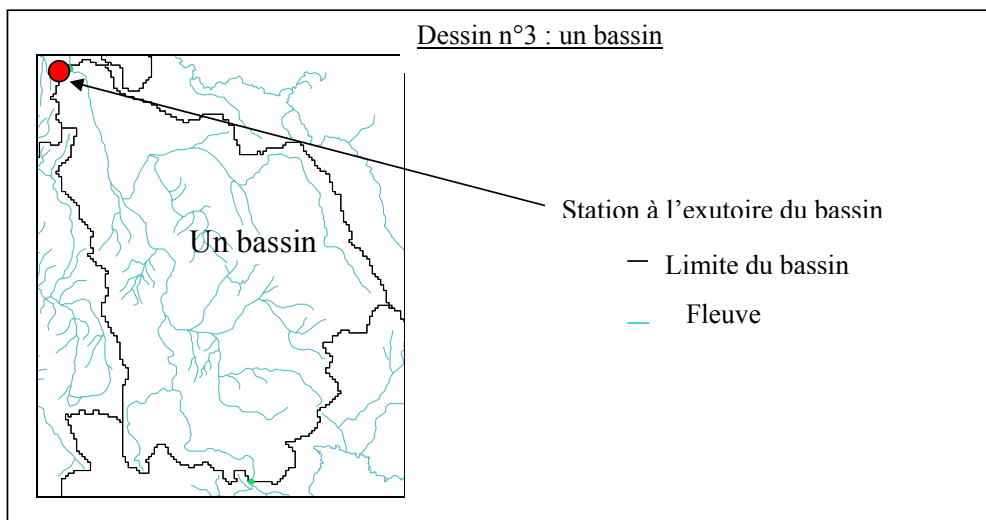 Dessin n°3 : un bassin
Un bassin
Station à l’exutoire du bassin
Limite du bassin
Fleuve